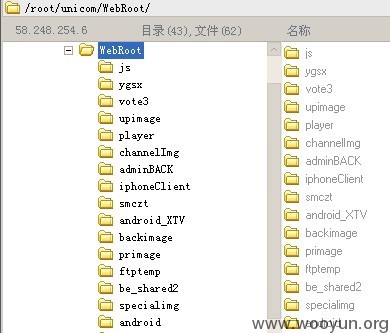 /root/unicom/WebRoot/
58.248.254.6 目录(43),文件(62) 名称
WebRoot
js
ygsx
vote3
upimage
player
channelImg
adminBACK
iphoneClient
smczt
android_XTV
backimage
primage
ftptemp
be_shared2
specialimg
android
js
ygsx
vote3
upimage
player
channelImg
adminBACK
iphoneClient
smczt
android_XTV
backimage
primage
ftptemp
be_shared2
specialimg
android
www.wooyun.org